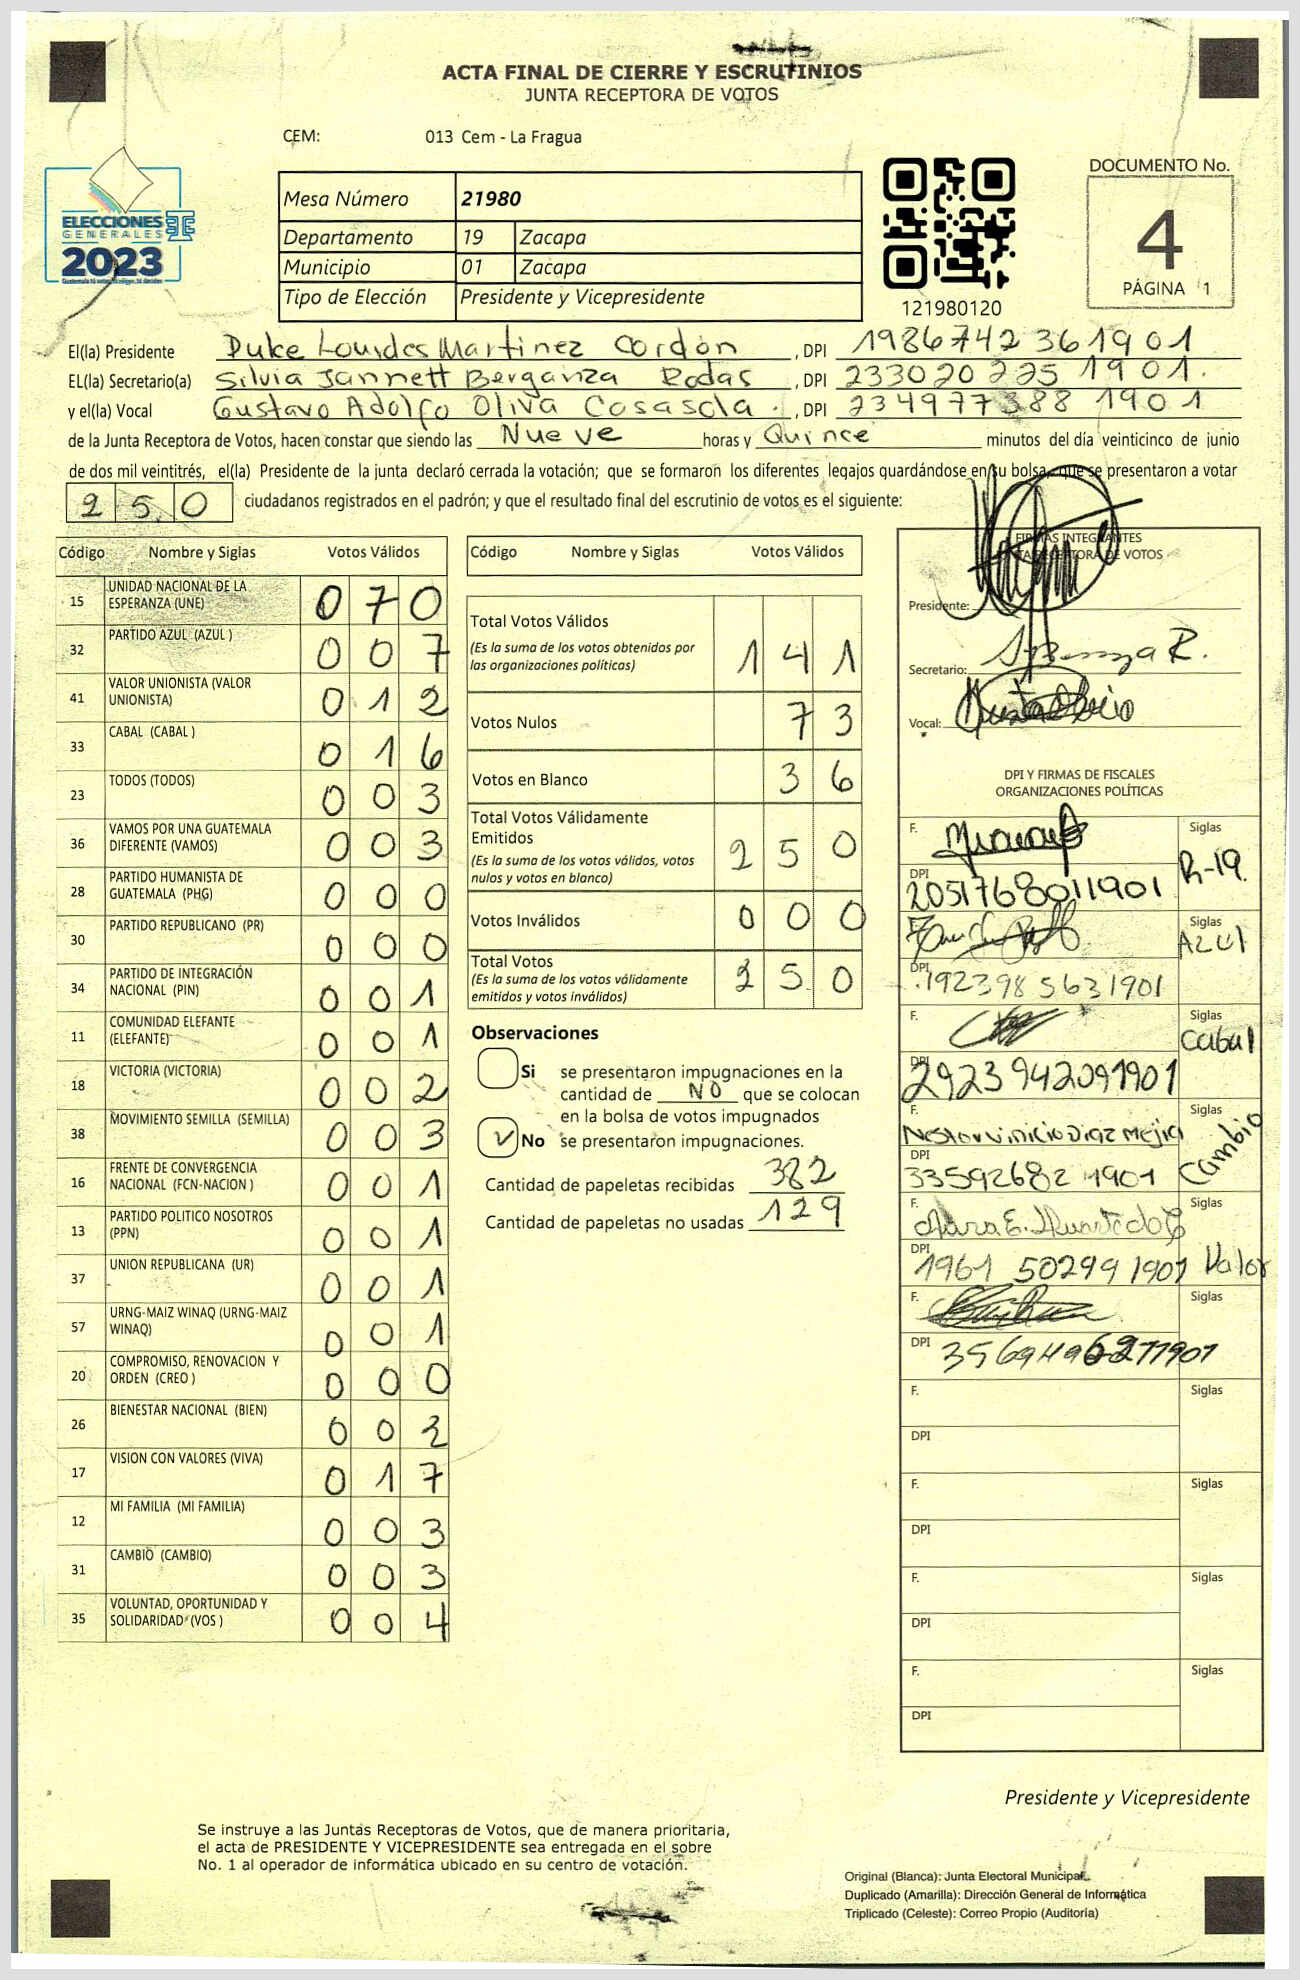 ACTA FINAL DE CIERRE Y ESCRUTINIOS
JUNTA RECEPTORA DE VOTOS
CEM: 013 Cem - La Fragua
ELECCIONES
GENERALES
2023
Mesa Número 21980
Departamento 19 Zacapa
Municipio 01 Zacapa
Tipo de Elección Presidente y Vicepresidente
121980120
DOCUMENTO No.
4
PÁGINA 1
El(la) Presidente Dulce Lourdes Martinez Cordón, DPI 1986742361901
EL(la) Secretario(a) Silvia Jannett Berganza Rodas, DPI 2330202251901.
y el(la) Vocal Gustavo Adolfo Oliva Casasola., DPI 2349773881901
de la Junta Receptora de Votos, hacen constar que siendo las Nueve horas y Quince minutos del día veinticinco de junio
de dos mil veintitrés, el(la) Presidente de la junta declaró cerrada la votación; que se formaron los diferentes legajos quardándose en su bolsa, que se presentaron a votar
250 ciudadanos registrados en el padrón; y que el resultado final del escrutinio de votos es el siguiente:
Código Nombre y Siglas Votos Válidos
15 UNIDAD NACIONAL DE LA ESPERANZA (UNE) 070
32 PARTIDO AZUL (AZUL ) 007
41 VALOR UNIONISTA (VALOR UNIONISTA) 012
33 CABAL (CABAL ) 016
23 TODOS (TODOS) 003
36 VAMOS POR UNA GUATEMALA DIFERENTE (VAMOS) 003
28 PARTIDO HUMANISTA DE GUATEMALA (PHG) 000
30 PARTIDO REPUBLICANO (PR) 000
34 PARTIDO DE INTEGRACIÓN NACIONAL (PIN) 001
11 COMUNIDAD ELEFANTE (ELEFANTE) 001
18 VICTORIA (VICTORIA) 002
38 MOVIMIENTO SEMILLA (SEMILLA) 003
16 FRENTE DE CONVERGENCIA NACIONAL (FCN-NACION ) 001
13 PARTIDO POLITICO NOSOTROS (PPN) 001
37 UNION REPUBLICANA (UR) 001
57 URNG-MAIZ WINAQ (URNG-MAIZ WINAQ) 001
20 COMPROMISO, RENOVACION Y ORDEN (CREO ) 000
26 BIENESTAR NACIONAL (BIEN) 002
17 VISION CON VALORES (VIVA) 017
12 MI FAMILIA (MI FAMILIA) 003
31 CAMBIO (CAMBIO) 003
35 VOLUNTAD, OPORTUNIDAD Y SOLIDARIDAD (VOS ) 004
Código Nombre y Siglas Votos Válidos
Total Votos Válidos 141
(Es la suma de los votos obtenidos por
las organizaciones políticas)
Votos Nulos 73
Votos en Blanco 36
Total Votos Válidamente
Emitidos 250
(Es la suma de los votos válidos, votos
nulos y votos en blanco)
Votos Inválidos 000
Total Votos 250
(Es la suma de los votos válidamente
emitidos y votos inválidos)
Observaciones
Si se presentaron impugnaciones en la
cantidad de NO que se colocan
en la bolsa de votos impugnados
No se presentaron impugnaciones.
Cantidad de papeletas recibidas 382
Cantidad de papeletas no usadas 129
FIRMAS INTEGRANTES
JUNTA RECEPTORA DE VOTOS
Presidente:
Secretario:
Vocal:
DPI Y FIRMAS DE FISCALES
ORGANIZACIONES POLÍTICAS
F. Siglas R-19.
DPI 2051768011901
F. Siglas Azul
DPI 1923985631901
F. Siglas Cabal
DPI 2923942091901
F. Nestor Vinicio Diaz Mejia Siglas Cambio
DPI 335926821901
F. Siglas Valor
DPI 1961502991901
F. Siglas
DPI
F. Siglas
DPI
F. Siglas
DPI
F. Siglas
DPI
F. Siglas
DPI
Presidente y Vicepresidente
Se instruye a las Juntas Receptoras de Votos, que de manera prioritaria,
el acta de PRESIDENTE Y VICEPRESIDENTE sea entregada en el sobre
No. 1 al operador de informática ubicado en su centro de votación.
Original (Blanca): Junta Electoral Municipal.
Duplicado (Amarilla): Dirección General de Informática
Triplicado (Celeste): Correo Propio (Auditoría)